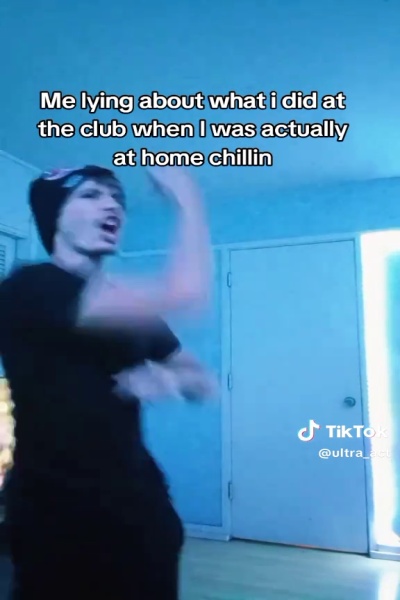 Me lying about what i did at
the club when I was actually
at home chillin
TikTok